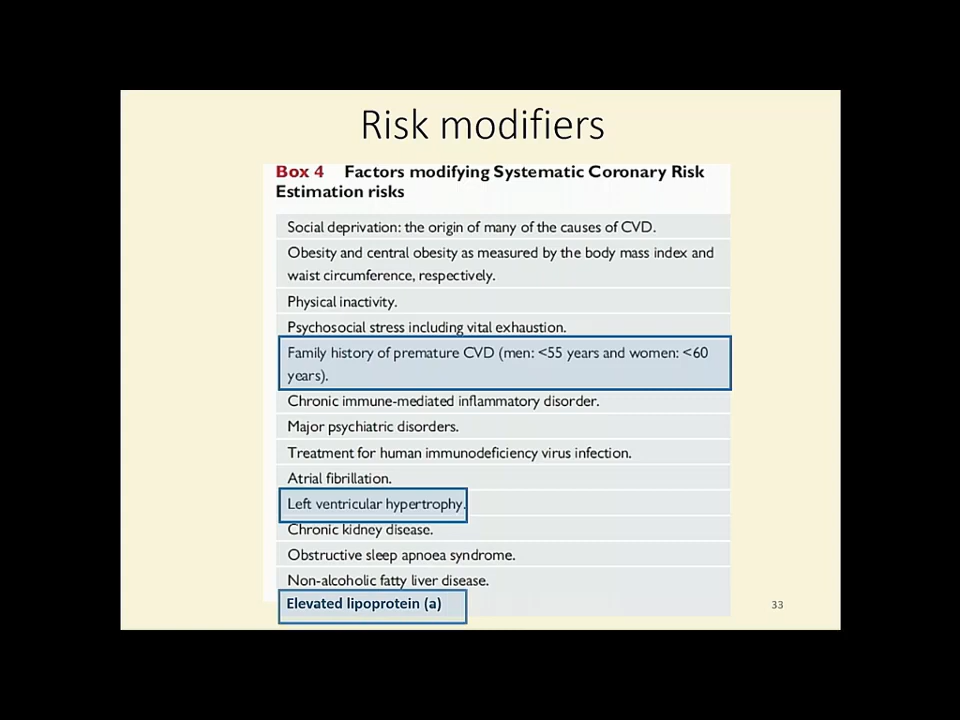 Risk modifiers
Box 4 Factors modifying Systematic Coronary Risk
Estimation risks
Social deprivation: the origin of many of the causes of CVD.
Obesity and central obesity as measured by the body mass index and
waist circumference, respectively.
Physical inactivity.
Psychosocial stress including vital exhaustion.
Family history of premature CVD (men: <55 years and women: <60
years).
Chronic immune-mediated inflammatory disorder.
Major psychiatric disorders.
Treatment for human immunodeficiency virus infection.
Atrial fibrillation.
Left ventricular hypertrophy.
Chronic kidney disease.
Obstructive sleep apnoea syndrome.
Non-alcoholic fatty liver disease.
Elevated lipoprotein (a)
33